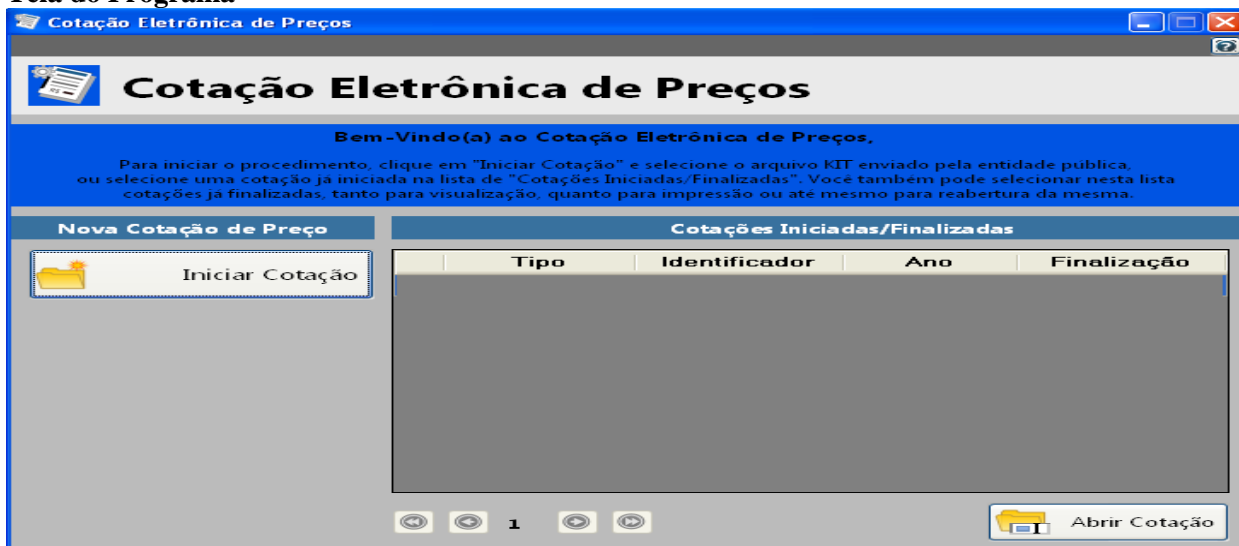 Tela do Programa
Cotação Eletrônica de Preços
Cotação Eletrônica de Preços
Bem-Vindo(a) ao Cotação Eletrônica de Preços,
Para iniciar o procedimento, clique em "Iniciar Cotação" e selecione o arquivo KIT enviado pela entidade pública,
ou selecione uma cotação já iniciada na lista de "Cotações Iniciadas/Finalizadas". Você também pode selecionar nesta lista
cotações já finalizadas, tanto para visualização, quanto para impressão ou até mesmo para reabertura da mesma.
Nova Cotação de Preço
Cotações Iniciadas/Finalizadas
Iniciar Cotação
Tipo Identificador Ano Finalização
1
Abrir Cotação